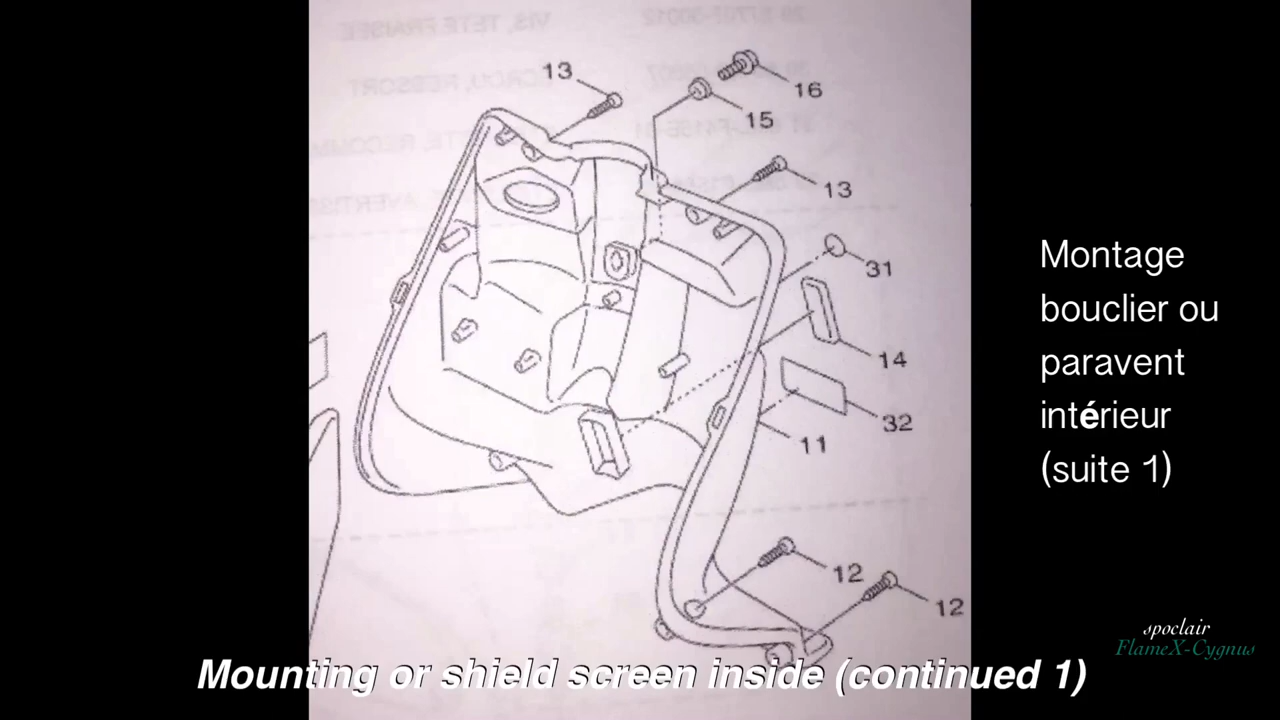 13
16
15
13
31
14
32
11
12
12
Montage
bouclier ou
paravent
intérieur
(suite 1)
spoclair
FlameX-Cygnus
Mounting or shield screen inside (continued 1)